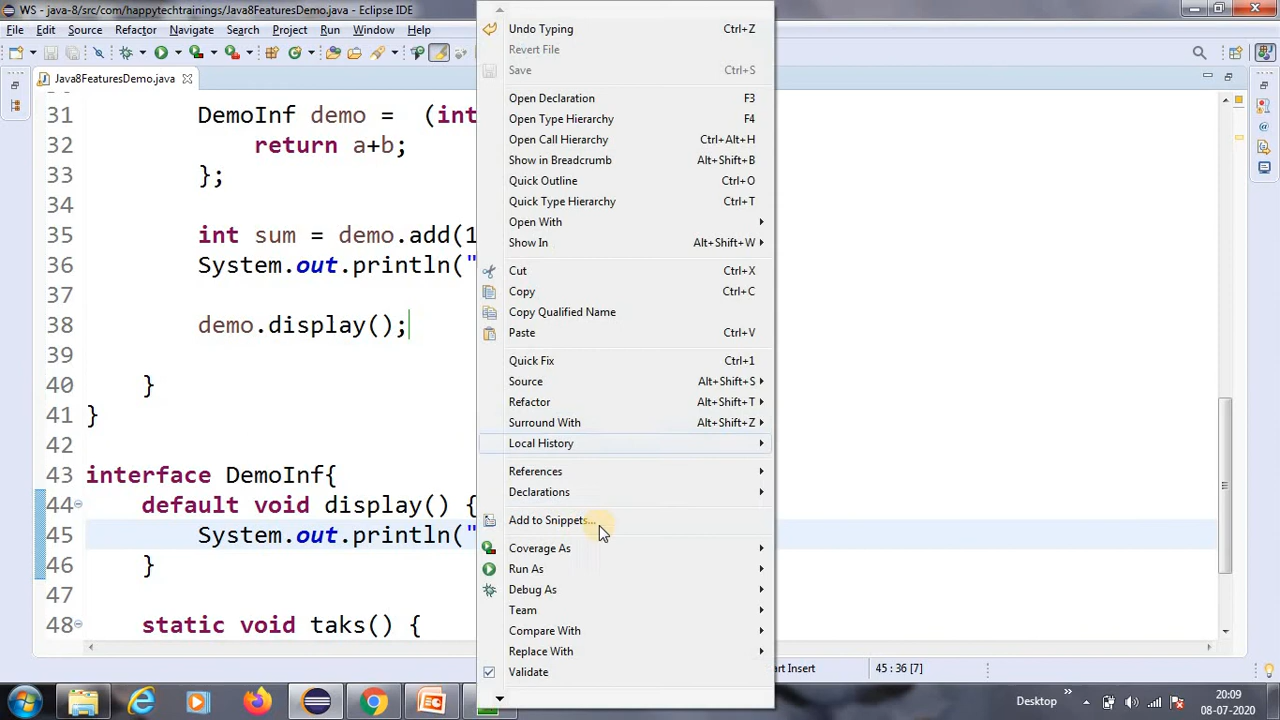 WS - java-8/src/com/happytechtrainings/Java8FeaturesDemo.java - Eclipse IDE
File Edit Source Refactor Navigate Search Project Run Window Help
Java8FeaturesDemo.java
31 DemoInf demo = (int
32 return a+b;
33 };
34
35 int sum = demo.add(1
36 System.out.println("
37
38 demo.display();
39
40 }
41 }
42
43 interface DemoInf{
44 default void display() {
45 System.out.println("
46 }
47
48 static void taks() {
Undo Typing Ctrl+Z
Revert File
Save Ctrl+S
Open Declaration F3
Open Type Hierarchy F4
Open Call Hierarchy Ctrl+Alt+H
Show in Breadcrumb Alt+Shift+B
Quick Outline Ctrl+O
Quick Type Hierarchy Ctrl+T
Open With
Show In Alt+Shift+W
Cut Ctrl+X
Copy Ctrl+C
Copy Qualified Name
Paste Ctrl+V
Quick Fix Ctrl+1
Source Alt+Shift+S
Refactor Alt+Shift+T
Surround With Alt+Shift+Z
Local History
References
Declarations
Add to Snippets...
Coverage As
Run As
Debug As
Team
Compare With
Replace With
Validate
art Insert 45 : 36 [7]
Desktop
20:09
08-07-2020